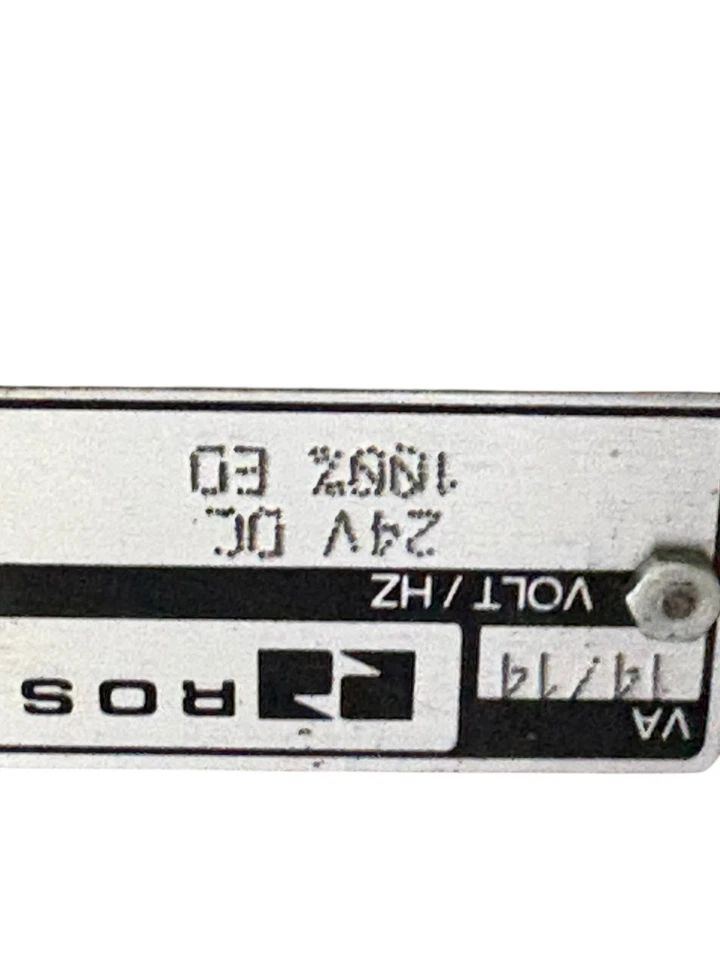 VA
14/14
ROS
VOLT/HZ
24V DC
100% ED